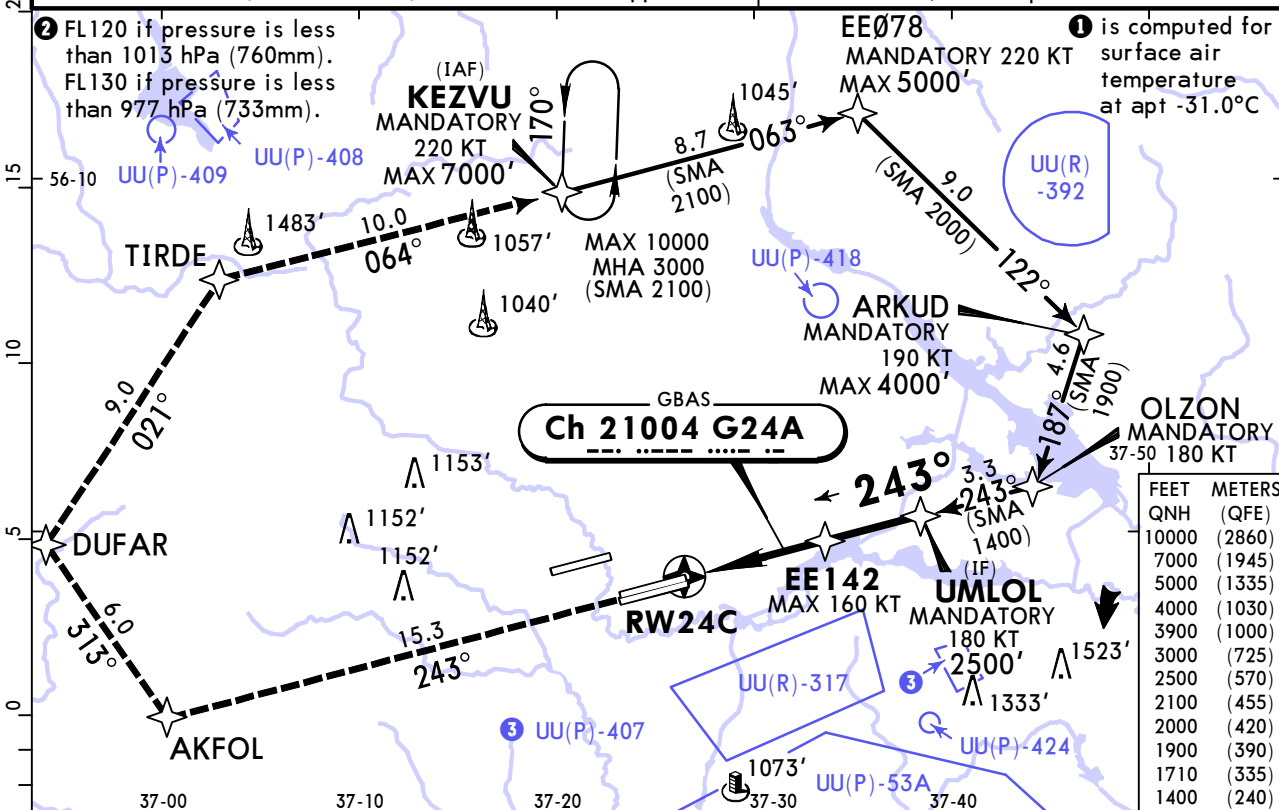 ❷ FL120 if pressure is less
than 1013 hPa (760mm).
FL130 if pressure is less
than 977 hPa (733mm).
❶ is computed for
surface air
temperature
at apt -31.0°C
EEØ78
MANDATORY 220 KT
MAX 5000'
(IAF)
KEZVU
MANDATORY
220 KT
MAX 7000'
170°
1045'
8.7
063°
(SMA
2100)
9.0
(SMA 2000)
122°
UU(R)
-392
UU(P)-409
UU(P)-408
15
56-10
1483'
10.0
064°
1057'
TIRDE
MAX 10000
MHA 3000
(SMA 2100)
1040'
UU(P)-418
ARKUD
MANDATORY
190 KT
MAX 4000'
4.6
187°
(SMA
1900)
10
9.0
021°
GBAS
Ch 21004 G24A
OLZON
MANDATORY
37-50 180 KT
243°
3.3
243°
(SMA
1400)
1153'
1152'
1152'
5
DUFAR
EE142
MAX 160 KT
(IF)
UMLOL
MANDATORY
180 KT
2500'
RW24C
6.0
313°
15.3
243°
1523'
1333'
UU(R)-317
❸
0
AKFOL
❸ UU(P)-407
UU(P)-424
1073'
UU(P)-53A
37-00
37-10
37-20
37-30
37-40
FEET METERS
QNH (QFE)
10000 (2860)
7000 (1945)
5000 (1335)
4000 (1030)
3900 (1000)
3000 (725)
2500 (570)
2100 (455)
2000 (420)
1900 (390)
1710 (335)
1400 (240)